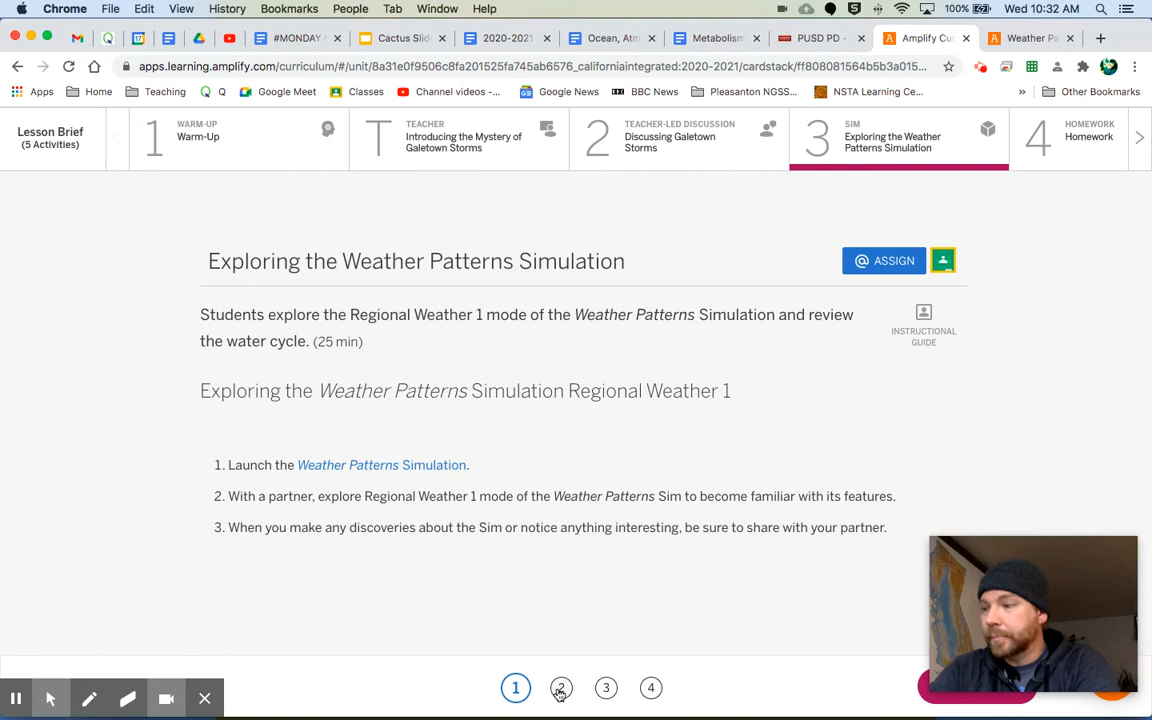 Chrome File Edit View History Bookmarks People Tab Window Help 100% Wed 10:32 AM
#MONDAY Cactus Slid 2020-2021 Ocean, Atm Metabolism PUSD PD - Amplify Cur Weather Pa
apps.learning.amplify.com/curriculum/#/unit/8a31e0f9506c8fa201525fa745ab6576_californiaintegrated:2020-2021/cardstack/ff808081564b5b3a015...
Apps Home Teaching Q Google Meet Classes Channel videos -... Google News BBC News Pleasanton NGSS... NSTA Learning Ce... » Other Bookmarks
Lesson Brief
(5 Activities)
1 WARM-UP
Warm-Up
T TEACHER
Introducing the Mystery of
Galetown Storms
2 TEACHER-LED DISCUSSION
Discussing Galetown
Storms
3 SIM
Exploring the Weather
Patterns Simulation
4 HOMEWORK
Homework
Exploring the Weather Patterns Simulation
@ ASSIGN
Students explore the Regional Weather 1 mode of the Weather Patterns Simulation and review
the water cycle. (25 min)
INSTRUCTIONAL
GUIDE
Exploring the Weather Patterns Simulation Regional Weather 1
1. Launch the Weather Patterns Simulation.
2. With a partner, explore Regional Weather 1 mode of the Weather Patterns Sim to become familiar with its features.
3. When you make any discoveries about the Sim or notice anything interesting, be sure to share with your partner.
1 2 3 4